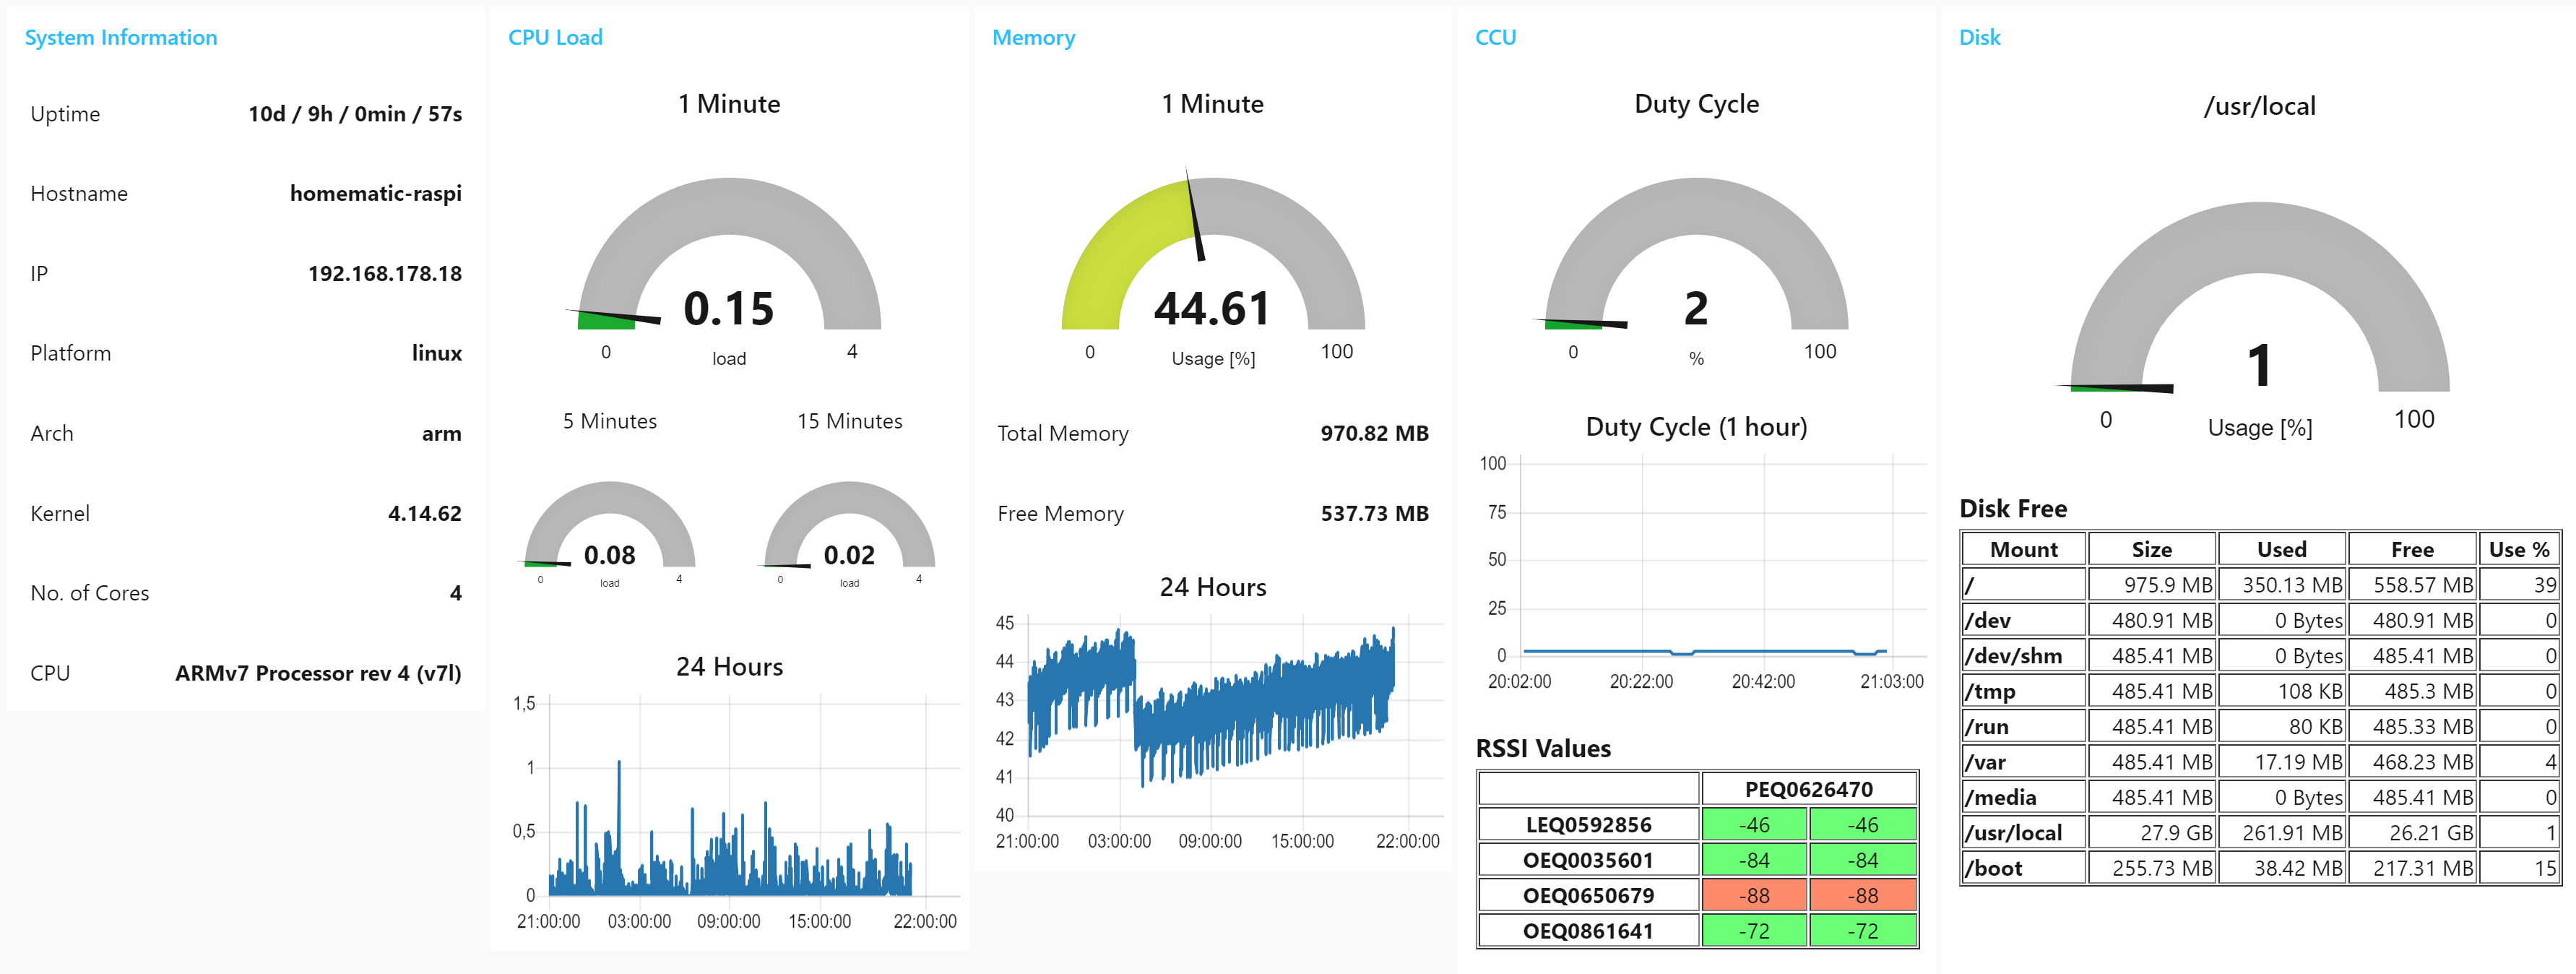 System Information
Uptime 10d / 9h / 0min / 57s
Hostname homematic-raspi
IP 192.168.178.18
Platform linux
Arch arm
Kernel 4.14.62
No. of Cores 4
CPU ARMv7 Processor rev 4 (v7l)
CPU Load
1 Minute
0.15
0 load 4
5 Minutes 15 Minutes
0.08 0.02
0 load 4 0 load 4
24 Hours
1,5
1
0,5
0
21:00:00 03:00:00 09:00:00 15:00:00 22:00:00
Memory
1 Minute
44.61
0 Usage [%] 100
Total Memory 970.82 MB
Free Memory 537.73 MB
24 Hours
45
44
43
42
41
40
21:00:00 03:00:00 09:00:00 15:00:00 22:00:00
CCU
Duty Cycle
2
0 % 100
Duty Cycle (1 hour)
100
75
50
25
0
20:02:00 20:22:00 20:42:00 21:03:00
RSSI Values
PEQ0626470
LEQ0592856 -46 -46
OEQ0035601 -84 -84
OEQ0650679 -88 -88
OEQ0861641 -72 -72
Disk
/usr/local
1
0 Usage [%] 100
Disk Free
Mount Size Used Free Use %
/ 975.9 MB 350.13 MB 558.57 MB 39
/dev 480.91 MB 0 Bytes 480.91 MB 0
/dev/shm 485.41 MB 0 Bytes 485.41 MB 0
/tmp 485.41 MB 108 KB 485.3 MB 0
/run 485.41 MB 80 KB 485.33 MB 0
/var 485.41 MB 17.19 MB 468.23 MB 4
/media 485.41 MB 0 Bytes 485.41 MB 0
/usr/local 27.9 GB 261.91 MB 26.21 GB 1
/boot 255.73 MB 38.42 MB 217.31 MB 15